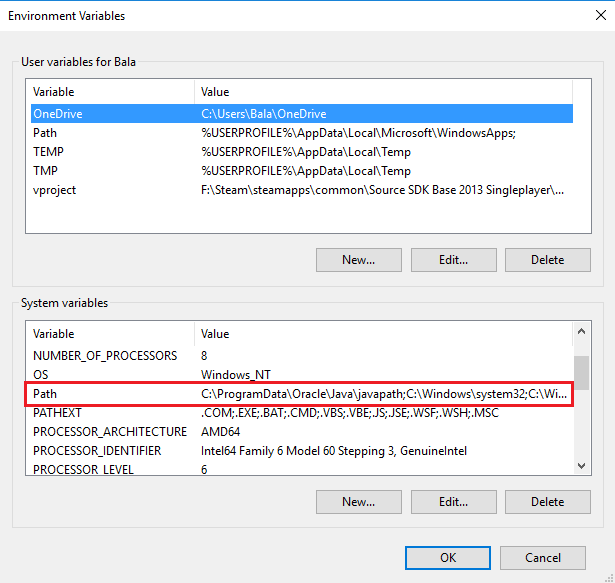 Environment Variables
User variables for Bala
Variable Value
OneDrive C:\Users\Bala\OneDrive
Path %USERPROFILE%\AppData\Local\Microsoft\WindowsApps;
TEMP %USERPROFILE%\AppData\Local\Temp
TMP %USERPROFILE%\AppData\Local\Temp
vproject F:\Steam\steamapps\common\Source SDK Base 2013 Singleplayer\...
New... Edit... Delete
System variables
Variable Value
NUMBER_OF_PROCESSORS 8
OS Windows_NT
Path C:\ProgramData\Oracle\Java\javapath;C:\Windows\system32;C:\Wi...
PATHEXT .COM;.EXE;.BAT;.CMD;.VBS;.VBE;.JS;.JSE;.WSF;.WSH;.MSC
PROCESSOR_ARCHITECTURE AMD64
PROCESSOR_IDENTIFIER Intel64 Family 6 Model 60 Stepping 3, GenuineIntel
PROCESSOR_LEVEL 6
New... Edit... Delete
OK Cancel